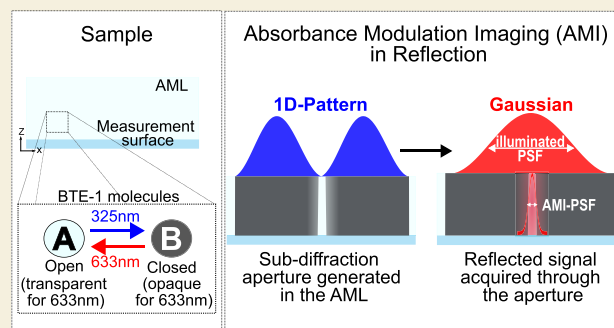 Sample
AML
Measurement
surface
Z
x
BTE-1 molecules
325nm
A
B
633nm
Open
(transparent
for 633nm)
Closed
(opaque
for 633nm)
Absorbance Modulation Imaging (AMI)
in Reflection
1D-Pattern
Gaussian
illuminated
PSF
AMI-PSF
Sub-diffraction
aperture generated
in the AML
Reflected signal
acquired through
the aperture